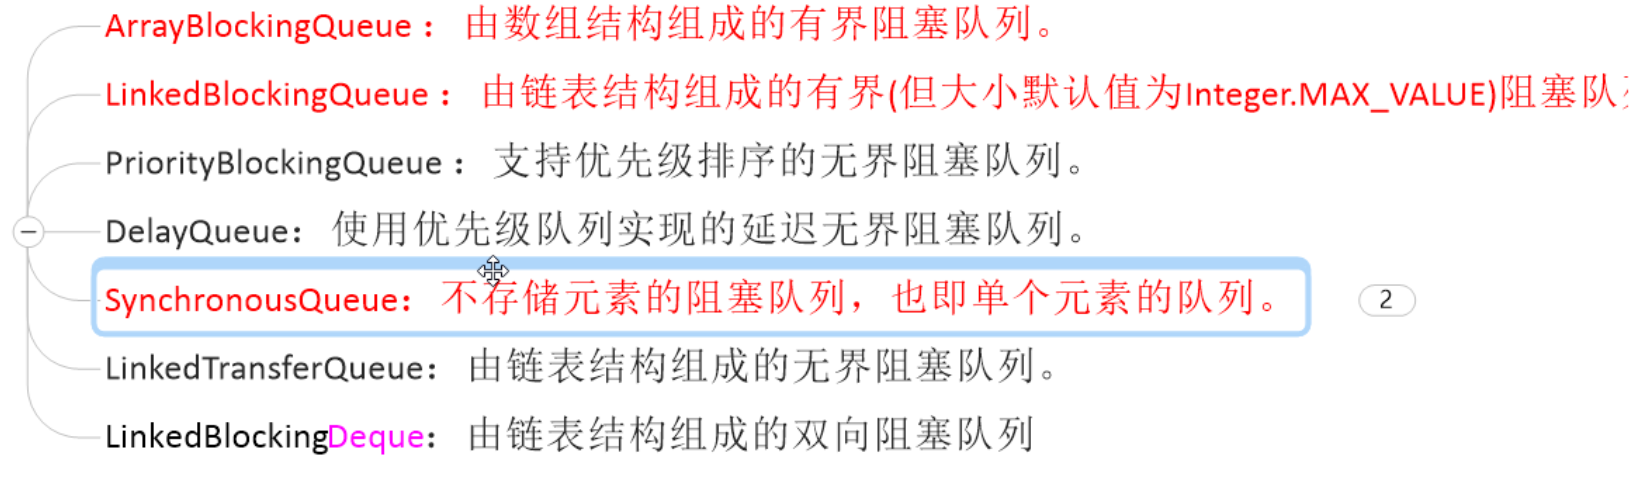 ArrayBlockingQueue：由数组结构组成的有界阻塞队列。
LinkedBlockingQueue：由链表结构组成的有界(但大小默认值为Integer.MAX_VALUE)阻塞队
PriorityBlockingQueue：支持优先级排序的无界阻塞队列。
DelayQueue：使用优先级队列实现的延迟无界阻塞队列。
SynchronousQueue：不存储元素的阻塞队列，也即单个元素的队列。 2
LinkedTransferQueue：由链表结构组成的无界阻塞队列。
LinkedBlockingDeque：由链表结构组成的双向阻塞队列